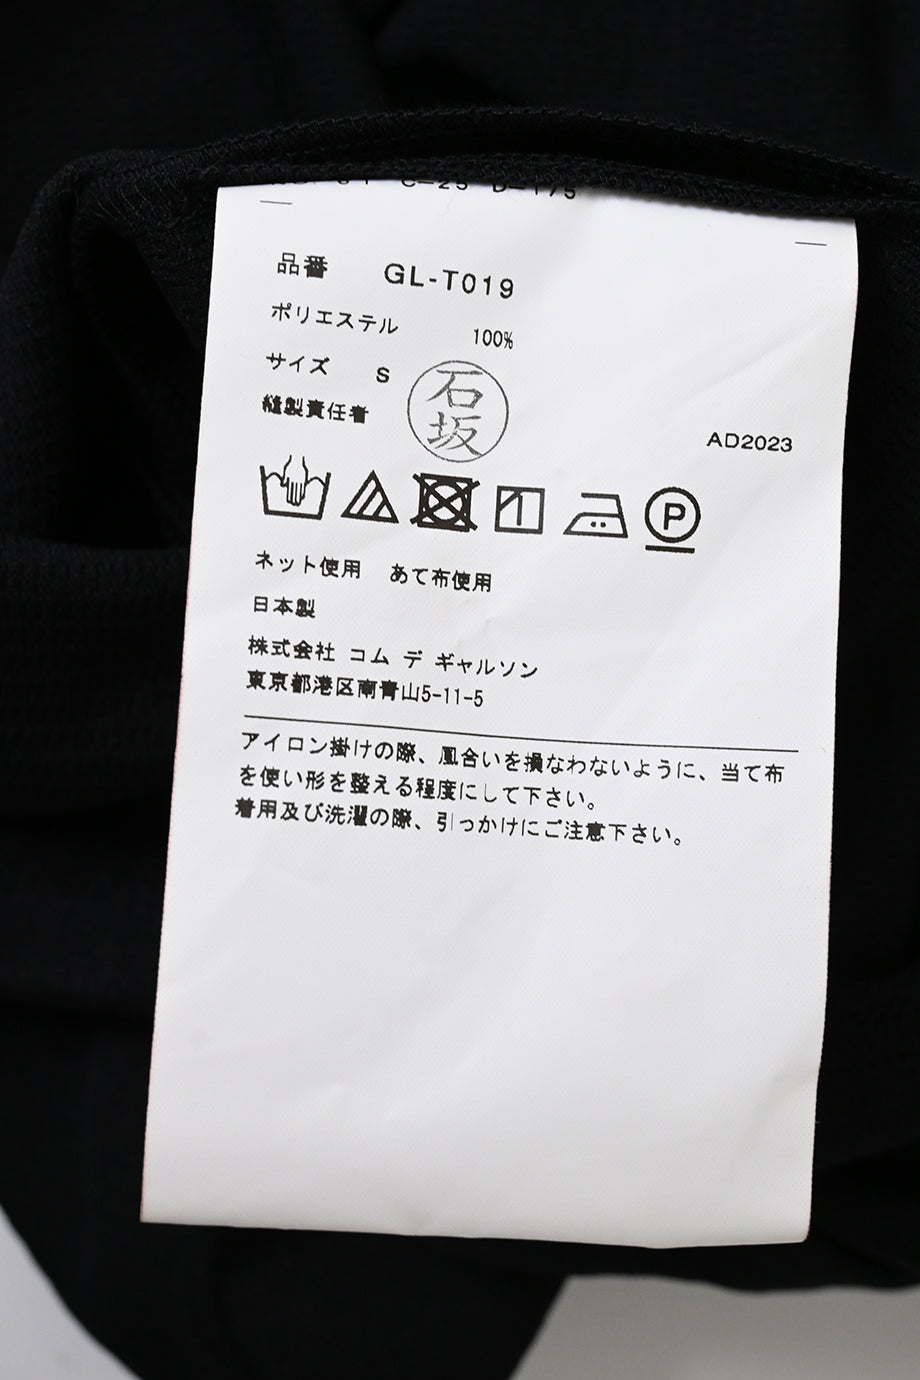 C-25 D-175
品番 GL-T019
ポリエステル 100%
サイズ S
縫製責任者 石坂
AD2023
P
ネット使用 あて布使用
日本製
株式会社 コム デ ギャルソン
東京都港区南青山5-11-5
アイロン掛けの際、風合いを損なわないように、当て布
を使い形を整える程度にして下さい。
着用及び洗濯の際、引っかけにご注意下さい。